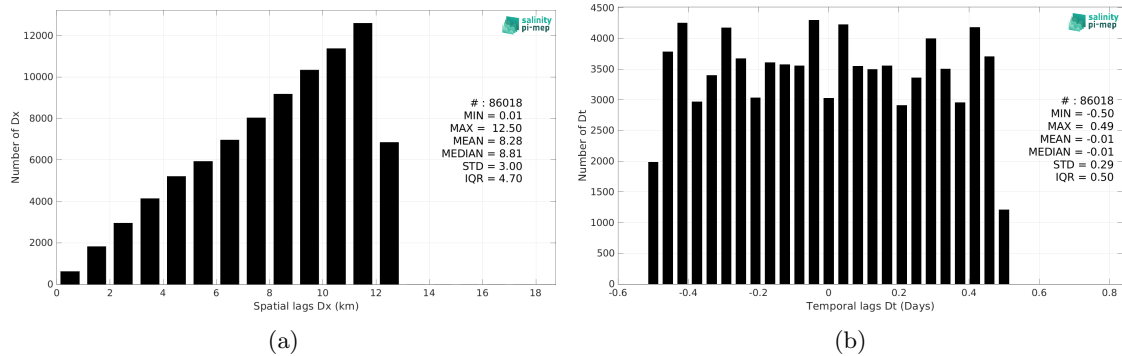 salinity
pi-mep
12000
10000
8000
6000
4000
2000
0
Number of Dx
# : 86018
MIN = 0.01
MAX = 12.50
MEAN = 8.28
MEDIAN = 8.81
STD = 3.00
IQR = 4.70
0 2 4 6 8 10 12 14 16 18
Spatial lags Dx (km)
(a)
salinity
pi-mep
4500
4000
3500
3000
2500
2000
1500
1000
500
0
Number of Dt
# : 86018
MIN = -0.50
MAX = 0.49
MEAN = -0.01
MEDIAN = -0.01
STD = 0.29
IQR = 0.50
-0.6 -0.4 -0.2 0 0.2 0.4 0.6 0.8
Temporal lags Dt (Days)
(b)